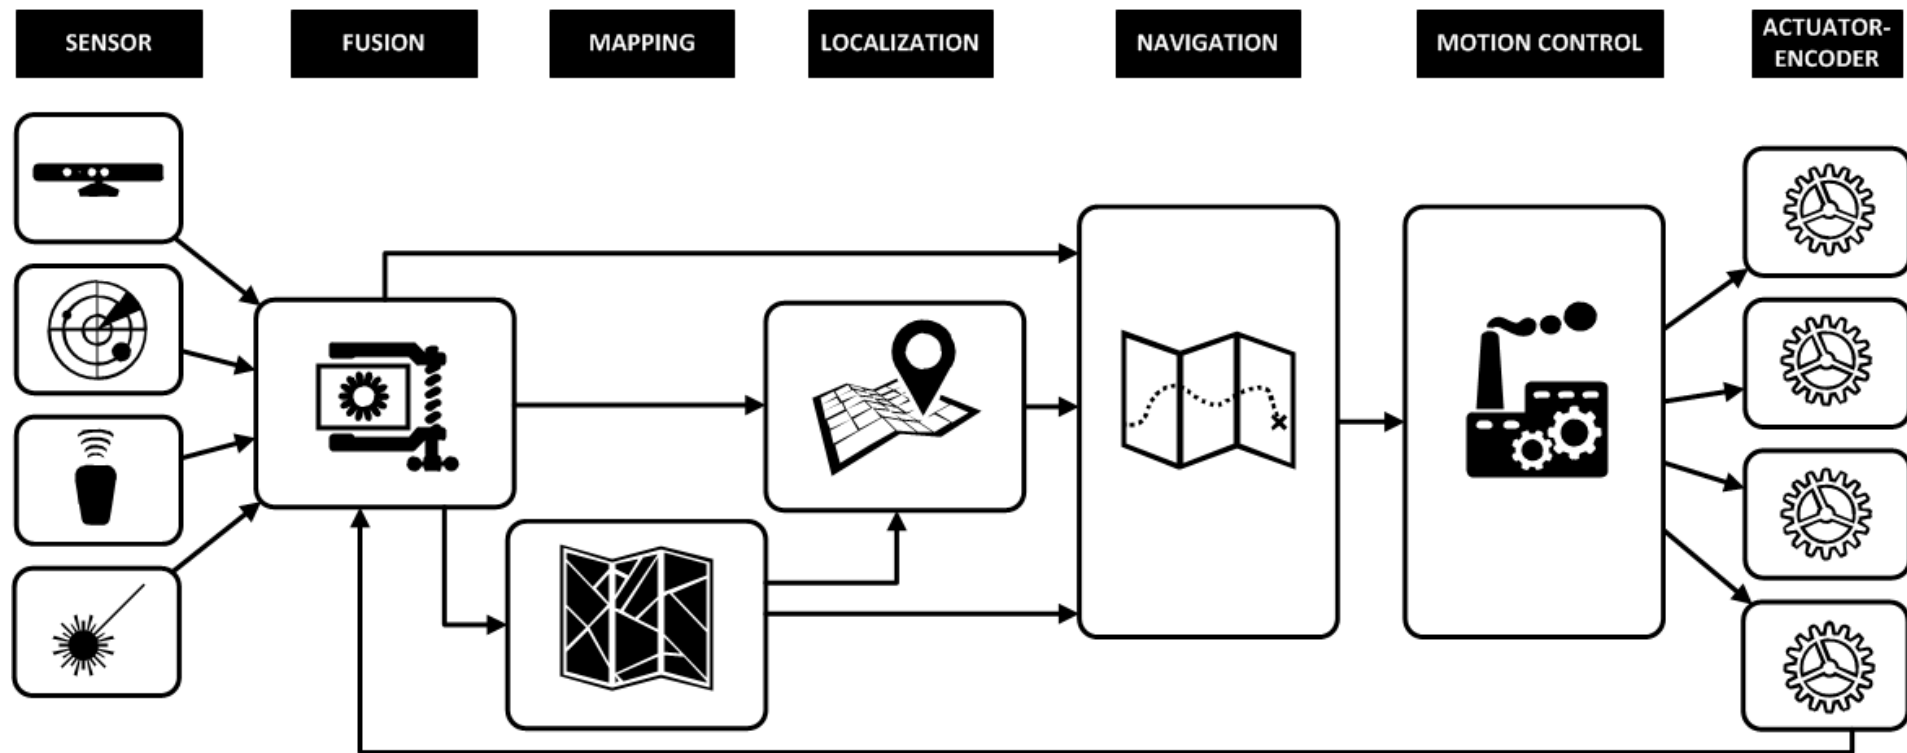 SENSOR
FUSION
MAPPING
LOCALIZATION
NAVIGATION
MOTION CONTROL
ACTUATOR-
ENCODER